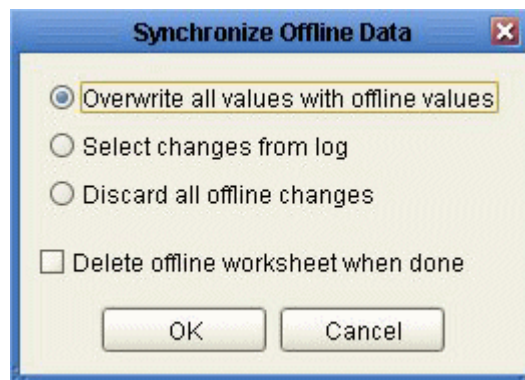 Synchronize Offline Data
Overwrite all values with offline values
Select changes from log
Discard all offline changes
Delete offline worksheet when done
OK Cancel